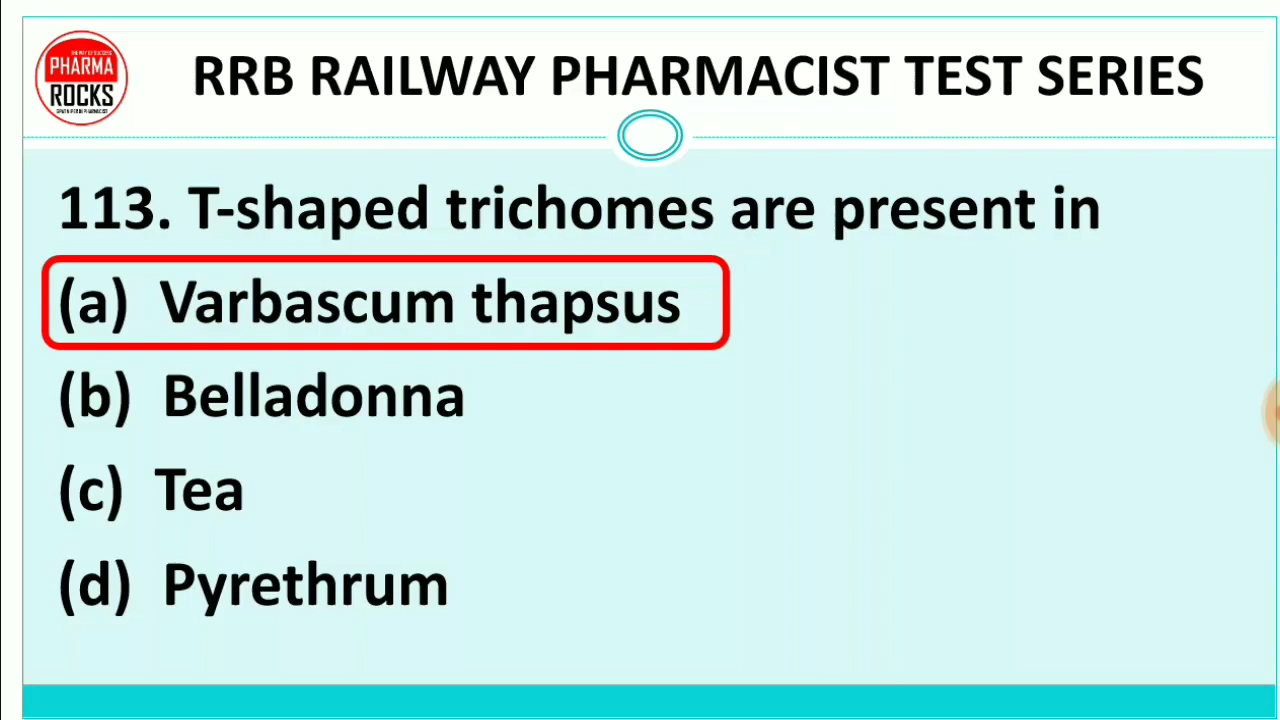 PHARMA
ROCKS
RRB RAILWAY PHARMACIST TEST SERIES
113. T-shaped trichomes are present in
(a) Varbascum thapsus
(b) Belladonna
(c) Tea
(d) Pyrethrum